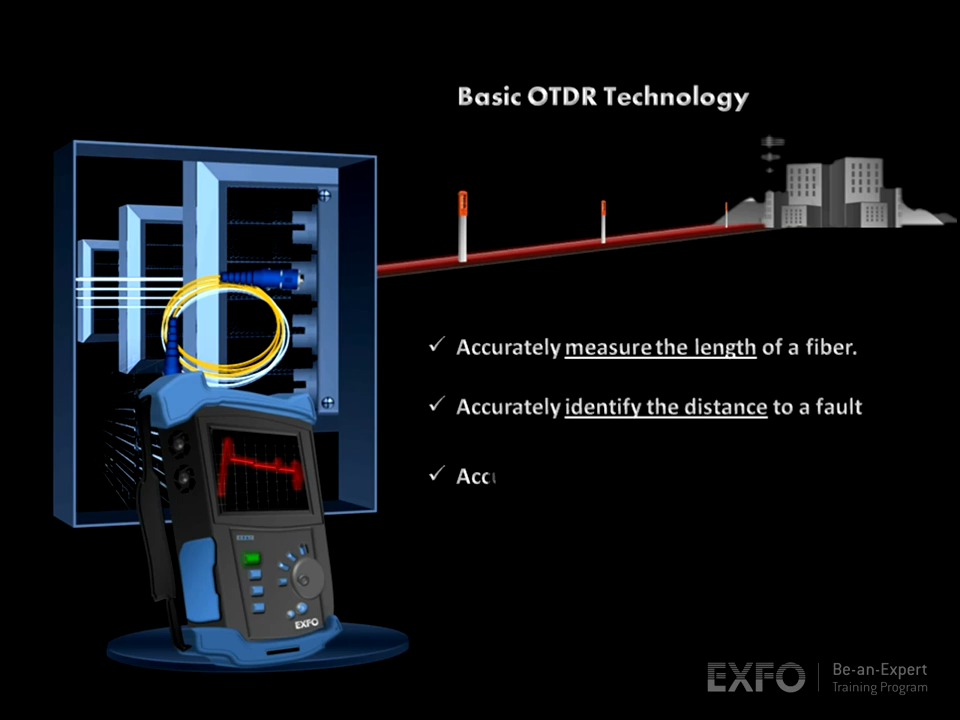 Basic OTDR Technology
✓ Accurately measure the length of a fiber.
✓ Accurately identify the distance to a fault
✓ Acc
EXFO
EXFO
Be-an-Expert
Training Program